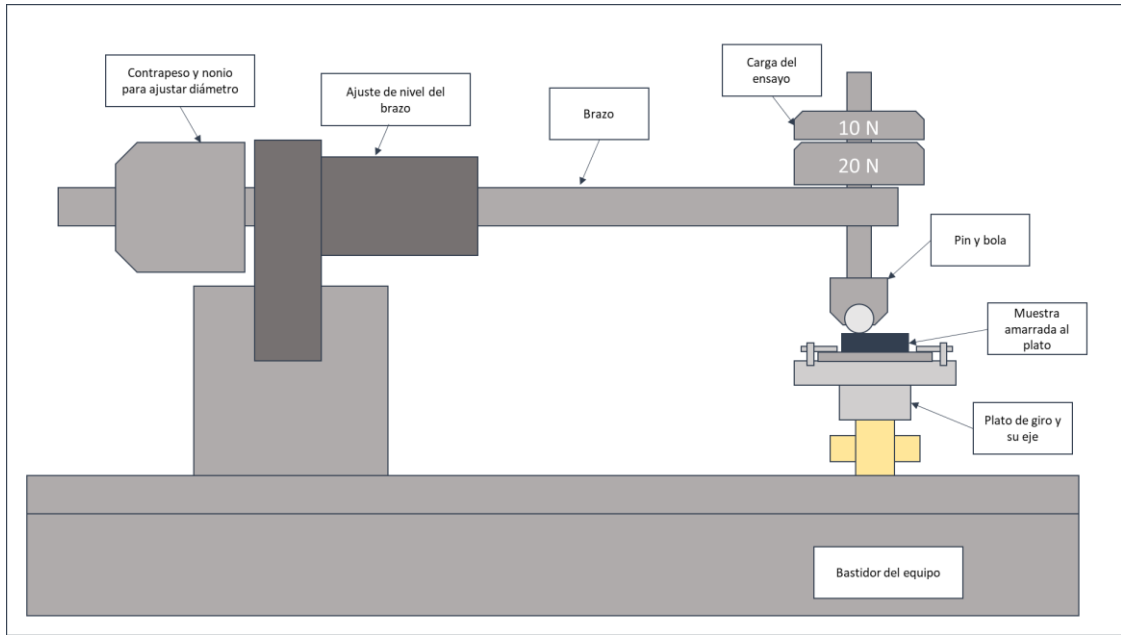 Contrapeso y nonio
para ajustar diámetro
Ajuste de nivel del
brazo
Brazo
Carga del
ensayo
10 N
20 N
Pin y bola
Muestra
amarrada al
plato
Plato de giro y
su eje
Bastidor del equipo